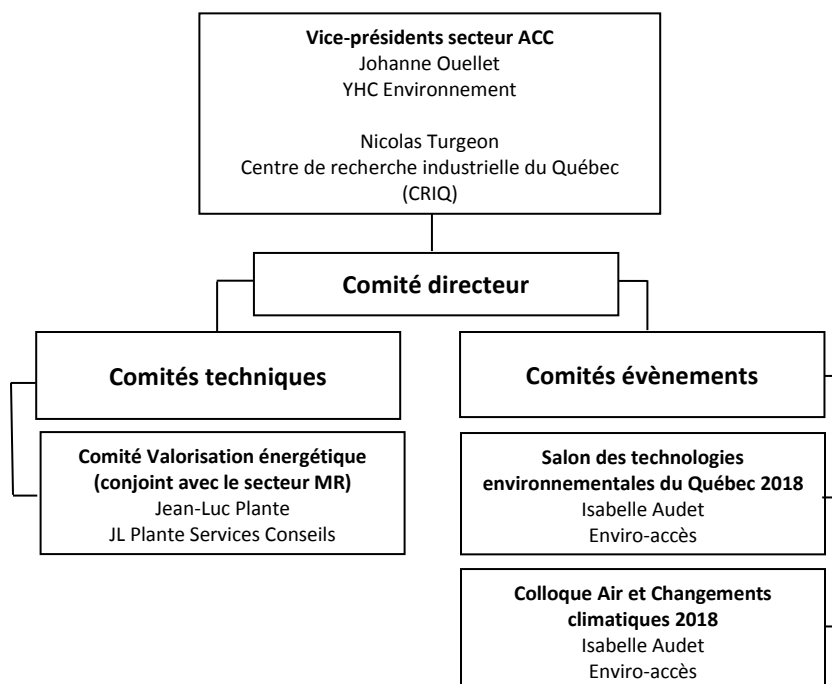 Vice-présidents secteur ACC
Johanne Ouellet
YHC Environnement
Nicolas Turgeon
Centre de recherche industrielle du Québec
(CRIQ)
Comité directeur
Comités techniques
Comité Valorisation énergétique
(conjoint avec le secteur MR)
Jean-Luc Plante
JL Plante Services Conseils
Comités évènements
Salon des technologies
environnementales du Québec 2018
Isabelle Audet
Enviro-accès
Colloque Air et Changements
climatiques 2018
Isabelle Audet
Enviro-accès